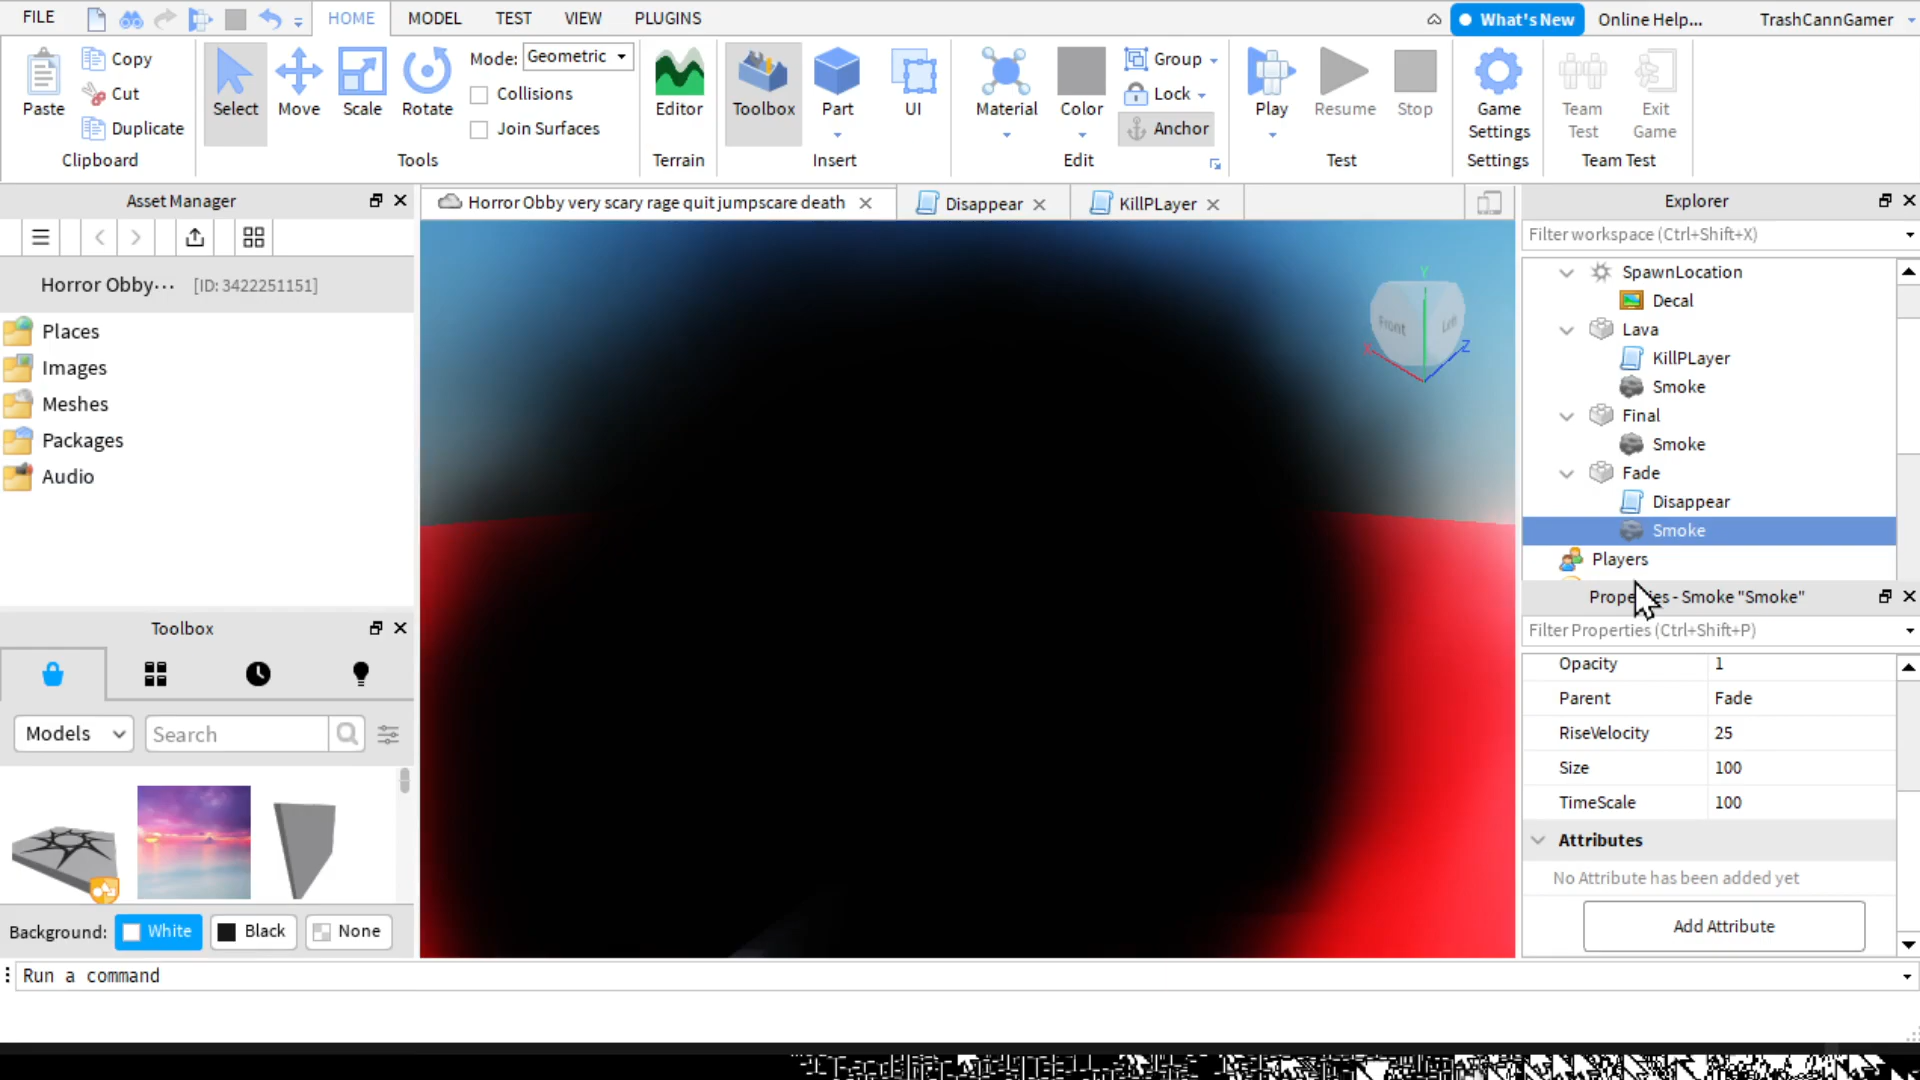 FILE HOME MODEL TEST VIEW PLUGINS What's New Online Help... TrashCannGamer
Paste Copy Cut Duplicate
Clipboard
Select Move Scale Rotate
Mode: Geometric
Collisions
Join Surfaces
Tools
Editor
Terrain
Toolbox Part UI
Insert
Material Color
Group
Lock
Anchor
Edit
Play Resume Stop
Test
Game Settings
Settings
Team Test
Exit Game
Team Test
Asset Manager
Horror Obby··· [ID: 3422251151]
Places
Images
Meshes
Packages
Audio
Toolbox
Models Search
Background: White Black None
Horror Obby very scary rage quit jumpscare death Disappear KillPLayer
Front Left
Y
X
Z
Explorer
Filter workspace (Ctrl+Shift+X)
SpawnLocation
Decal
Lava
KillPLayer
Smoke
Final
Smoke
Fade
Disappear
Smoke
Players
Properties - Smoke "Smoke"
Filter Properties (Ctrl+Shift+P)
Opacity 1
Parent Fade
RiseVelocity 25
Size 100
TimeScale 100
Attributes
No Attribute has been added yet
Add Attribute
Run a command